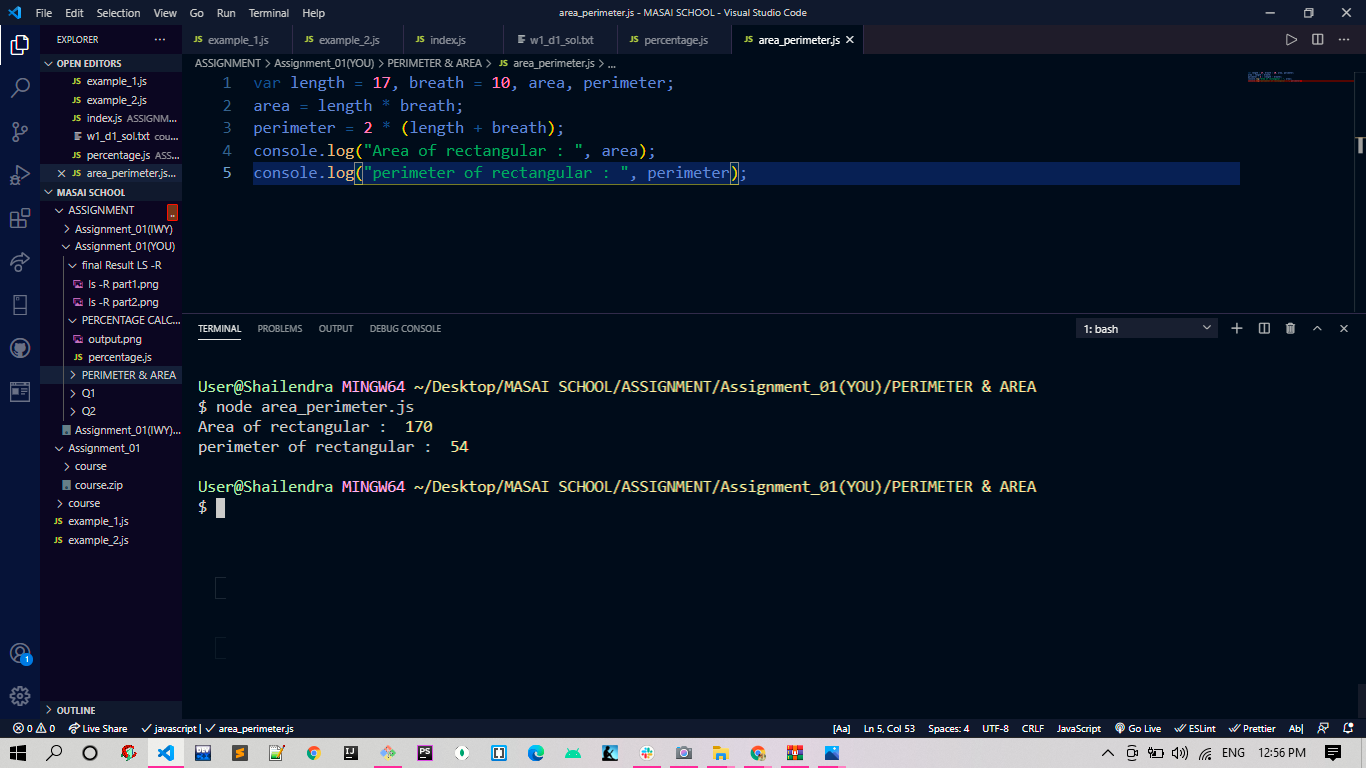 File Edit Selection View Go Run Terminal Help
area_perimeter.js - MASAI SCHOOL - Visual Studio Code
EXPLORER
OPEN EDITORS
JS example_1.js
JS example_2.js
JS index.js ASSIGNM...
w1_d1_sol.txt cou...
JS percentage.js ASS...
JS area_perimeter.js...
MASAI SCHOOL
ASSIGNMENT
..
Assignment_01(IWY)
Assignment_01(YOU)
final Result LS -R
ls -R part1.png
ls -R part2.png
PERCENTAGE CALC...
output.png
JS percentage.js
PERIMETER & AREA
Q1
Q2
Assignment_01(IWY)...
Assignment_01
course
course.zip
course
JS example_1.js
JS example_2.js
OUTLINE
JS example_1.js JS example_2.js JS index.js w1_d1_sol.txt JS percentage.js JS area_perimeter.js
ASSIGNMENT > Assignment_01(YOU) > PERIMETER & AREA > JS area_perimeter.js > ...
1 var length = 17, breath = 10, area, perimeter;
2 area = length * breath;
3 perimeter = 2 * (length + breath);
4 console.log("Area of rectangular : ", area);
5 console.log("perimeter of rectangular : ", perimeter);
TERMINAL PROBLEMS OUTPUT DEBUG CONSOLE
1: bash
User@Shailendra MINGW64 ~/Desktop/MASAI SCHOOL/ASSIGNMENT/Assignment_01(YOU)/PERIMETER & AREA
$ node area_perimeter.js
Area of rectangular :  170
perimeter of rectangular :  54
User@Shailendra MINGW64 ~/Desktop/MASAI SCHOOL/ASSIGNMENT/Assignment_01(YOU)/PERIMETER & AREA
$
1
0 0 Live Share javascript | area_perimeter.js
[Aa] Ln 5, Col 53 Spaces: 4 UTF-8 CRLF JavaScript Go Live ESLint Prettier Ab|
DEV IJ PS
ENG 12:56 PM